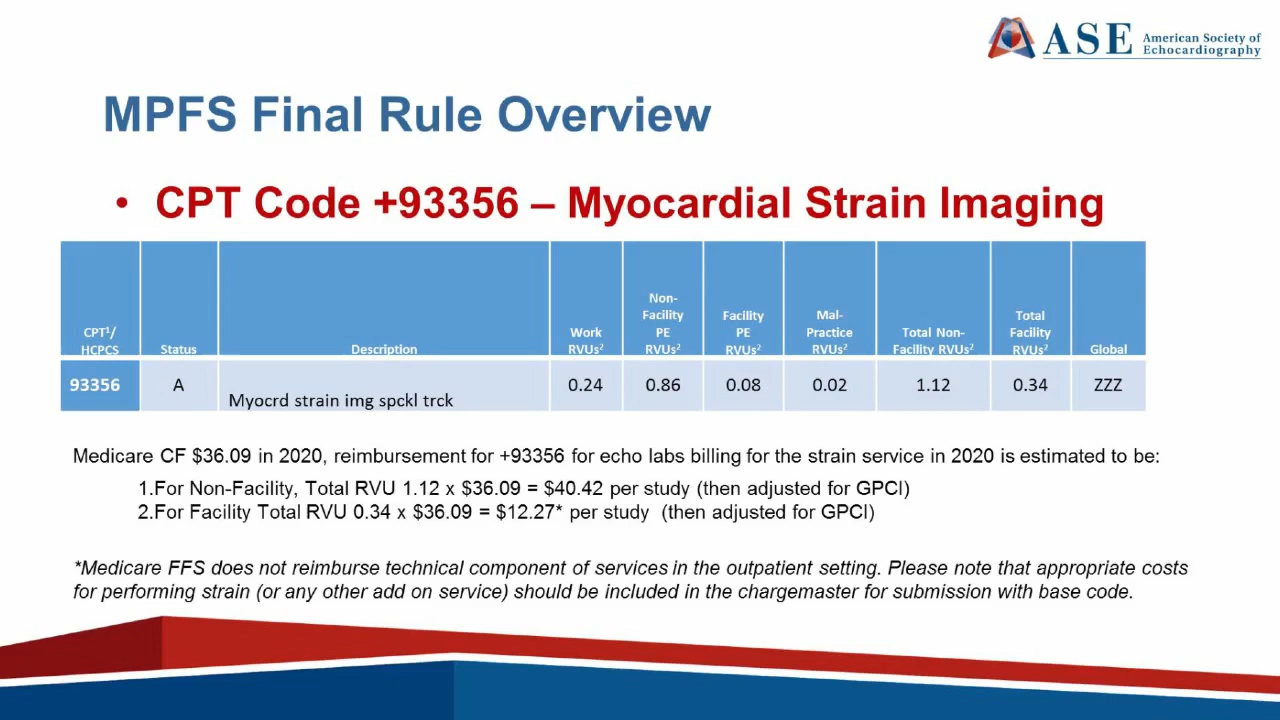 ASE American Society of
Echocardiography
MPFS Final Rule Overview
• CPT Code +93356 – Myocardial Strain Imaging
CPT¹/ HCPCS Status Description Work RVUs² Non-Facility PE RVUs² Facility PE RVUs² Mal-Practice RVUs² Total Non-Facility RVUs² Total Facility RVUs² Global
93356 A Myocrd strain img spckl trck 0.24 0.86 0.08 0.02 1.12 0.34 ZZZ
Medicare CF $36.09 in 2020, reimbursement for +93356 for echo labs billing for the strain service in 2020 is estimated to be:
1.For Non-Facility, Total RVU 1.12 x $36.09 = $40.42 per study (then adjusted for GPCI)
2.For Facility Total RVU 0.34 x $36.09 = $12.27* per study (then adjusted for GPCI)
*Medicare FFS does not reimburse technical component of services in the outpatient setting. Please note that appropriate costs
for performing strain (or any other add on service) should be included in the chargemaster for submission with base code.